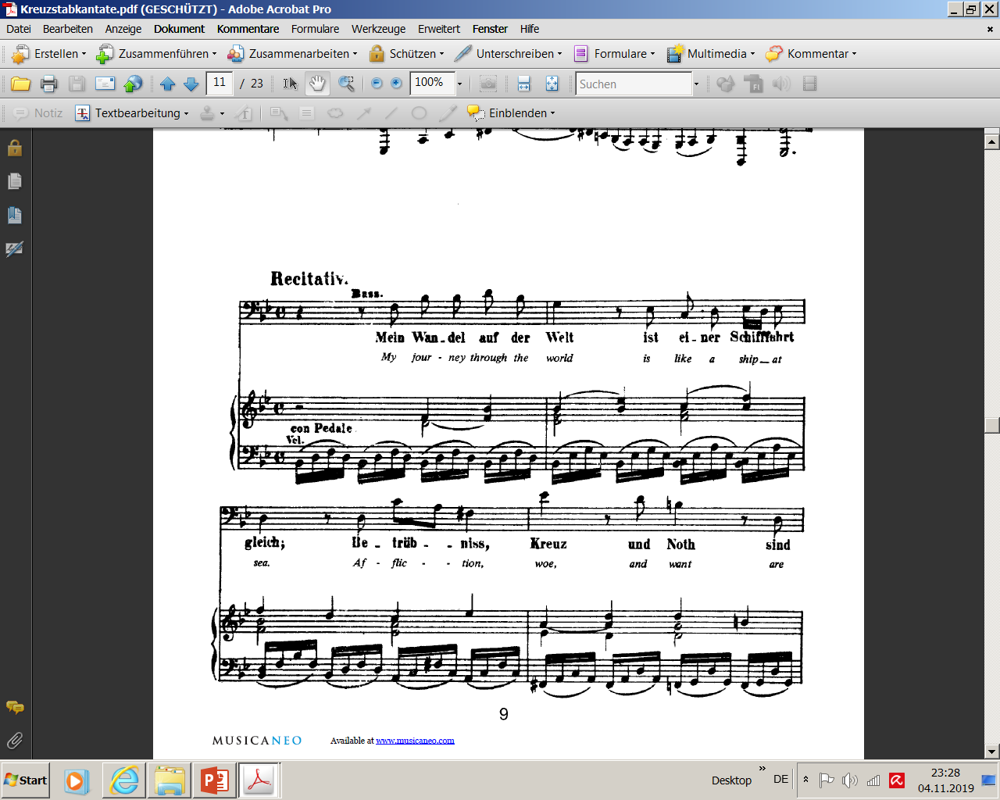 Kreuzstabkantate.pdf (GESCHÜTZT) - Adobe Acrobat Pro
Datei Bearbeiten Anzeige Dokument Kommentare Formulare Werkzeuge Erweitert Fenster Hilfe
Erstellen Zusammenführen Zusammenarbeiten Schützen Unterschreiben Formulare Multimedia Kommentar
11 / 23 100% Suchen
Notiz Textbearbeitung Einblenden
Recitativ.
Bass.
Mein Wan-del auf der Welt ist ei-ner Schifffahrt
My jour-ney through the world is like a ship-at
con Pedale
Vcl.
gleich; Be-trüb--niss, Kreuz und Noth sind
sea. Af-flic--tion, woe, and want are
9
MUSICANEO Available at www.musicaneo.com
Start Desktop » DE 23:28
04.11.2019